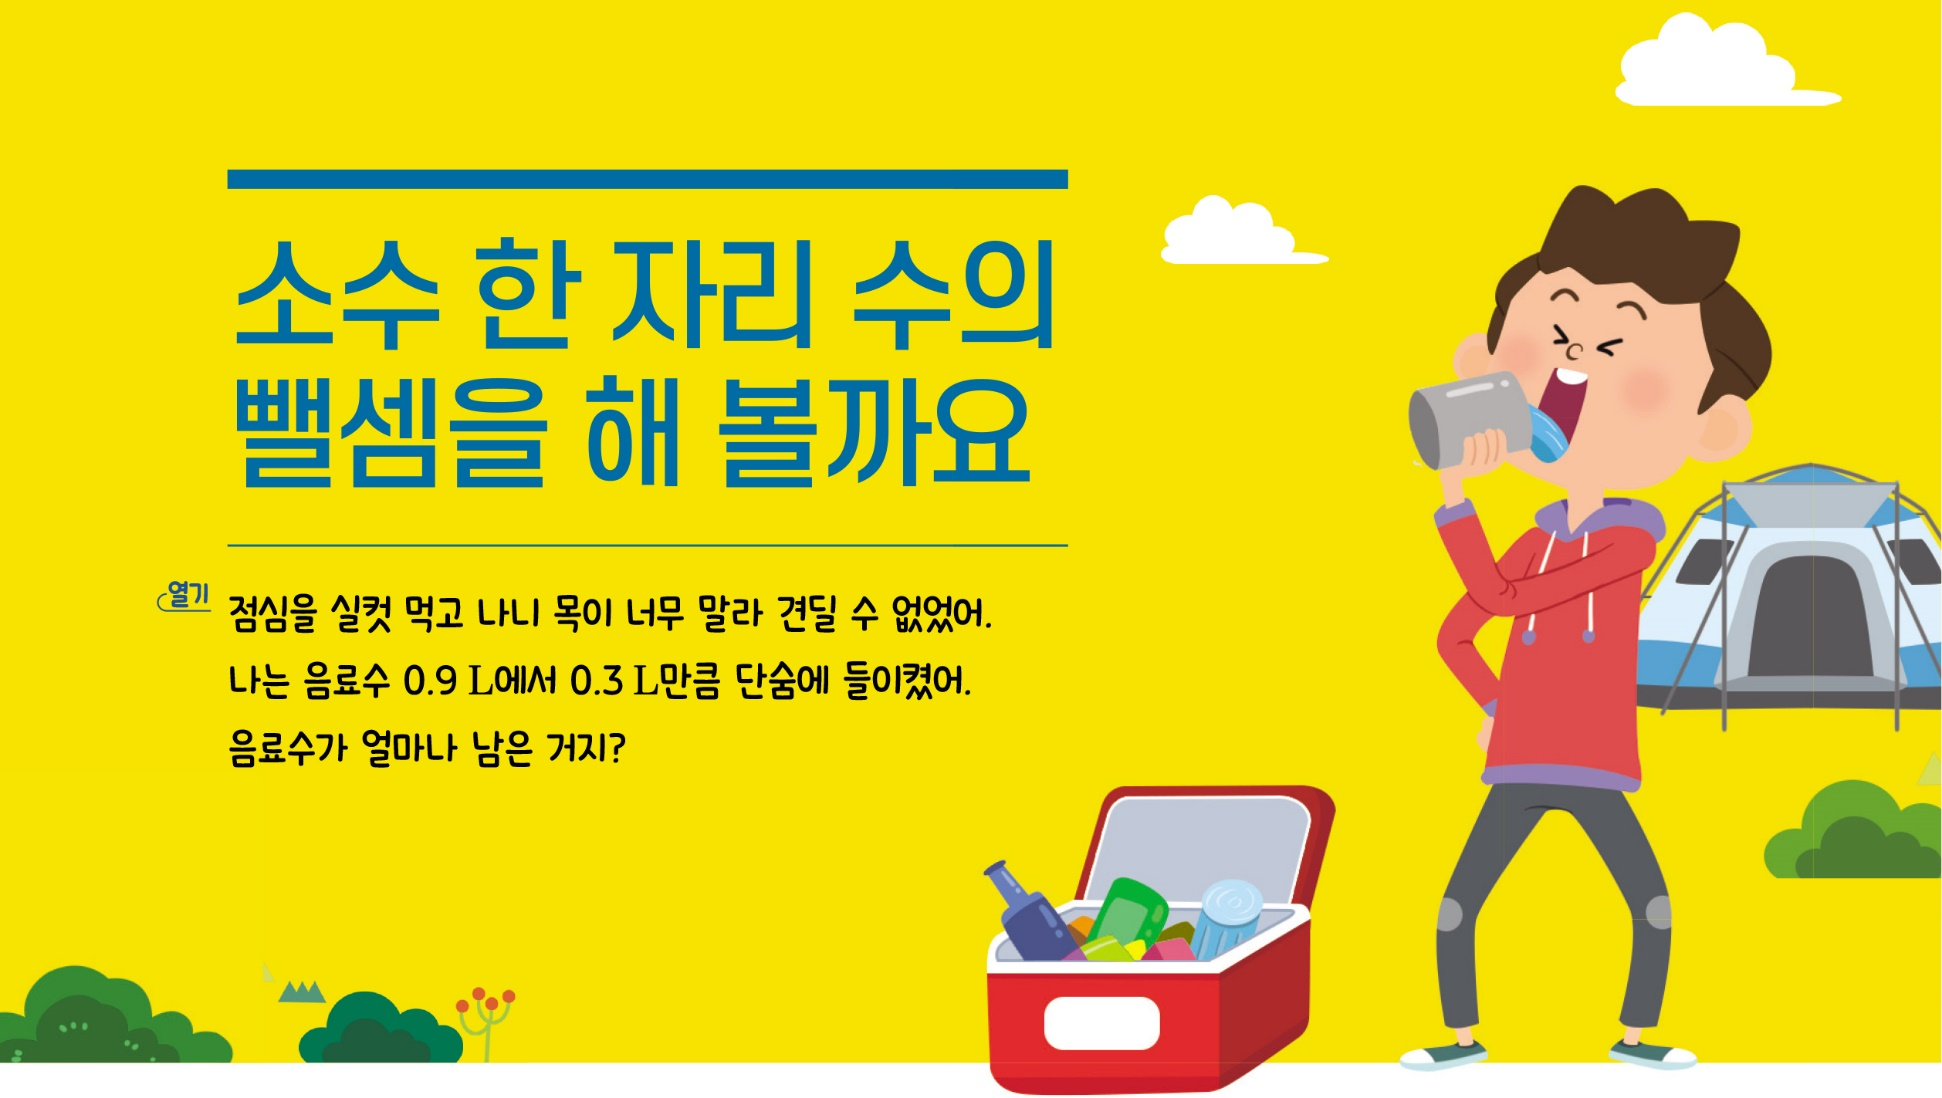 소수 한 자리 수의
뺄셈을 해 볼까요
열기
점심을 실컷 먹고 나니 목이 너무 말라 견딜 수 없었어.
나는 음료수 0.9 L에서 0.3 L만큼 단숨에 들이켰어.
음료수가 얼마나 남은 거지?